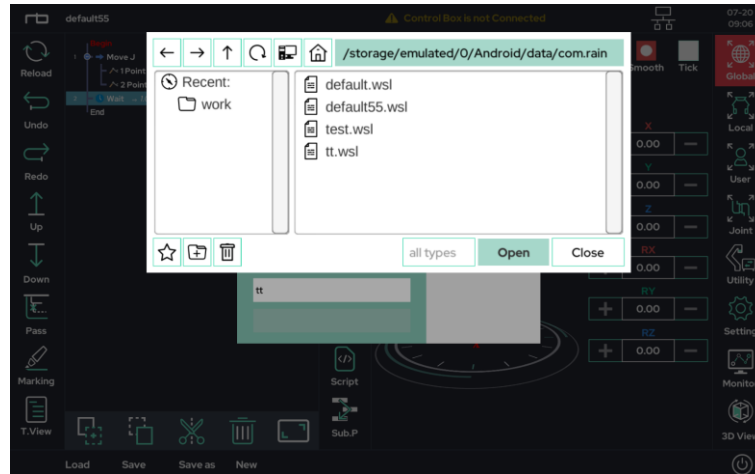 rb
default55
Control Box is not Connected
07-20
09:06
Reload
Undo
Redo
Up
Down
Pass
Marking
T.View
Begin
1 Move J
1 Point
2 Point
1 Wait
End
/storage/emulated/0/Android/data/com.rain
Recent:
work
default.wsl
default55.wsl
test.wsl
tt.wsl
all types
Open
Close
tt
Script
Sub.P
Smooth
Tick
X
0.00
Y
0.00
Z
0.00
RX
0.00
RY
0.00
RZ
0.00
Global
Local
User
Joint
Utility
Setting
Monito
3D View
Load
Save
Save as
New